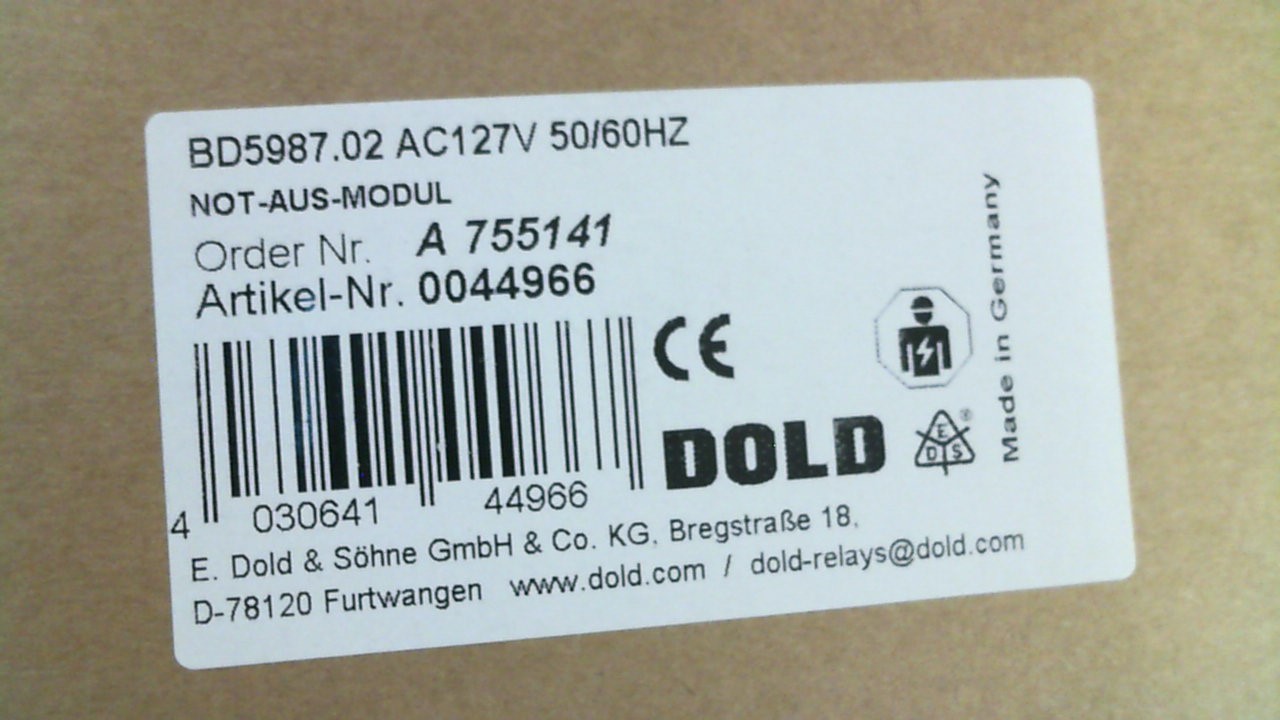 BD5987.02 AC127V 50/60HZ
NOT-AUS-MODUL
Order Nr. A 755141
Artikel-Nr. 0044966
CE
DOLD
E
D S
®
Made in Germany
4 030641 44966
E. Dold & Söhne GmbH & Co. KG, Bregstraße 18,
D-78120 Furtwangen www.dold.com / dold-relays@dold.com